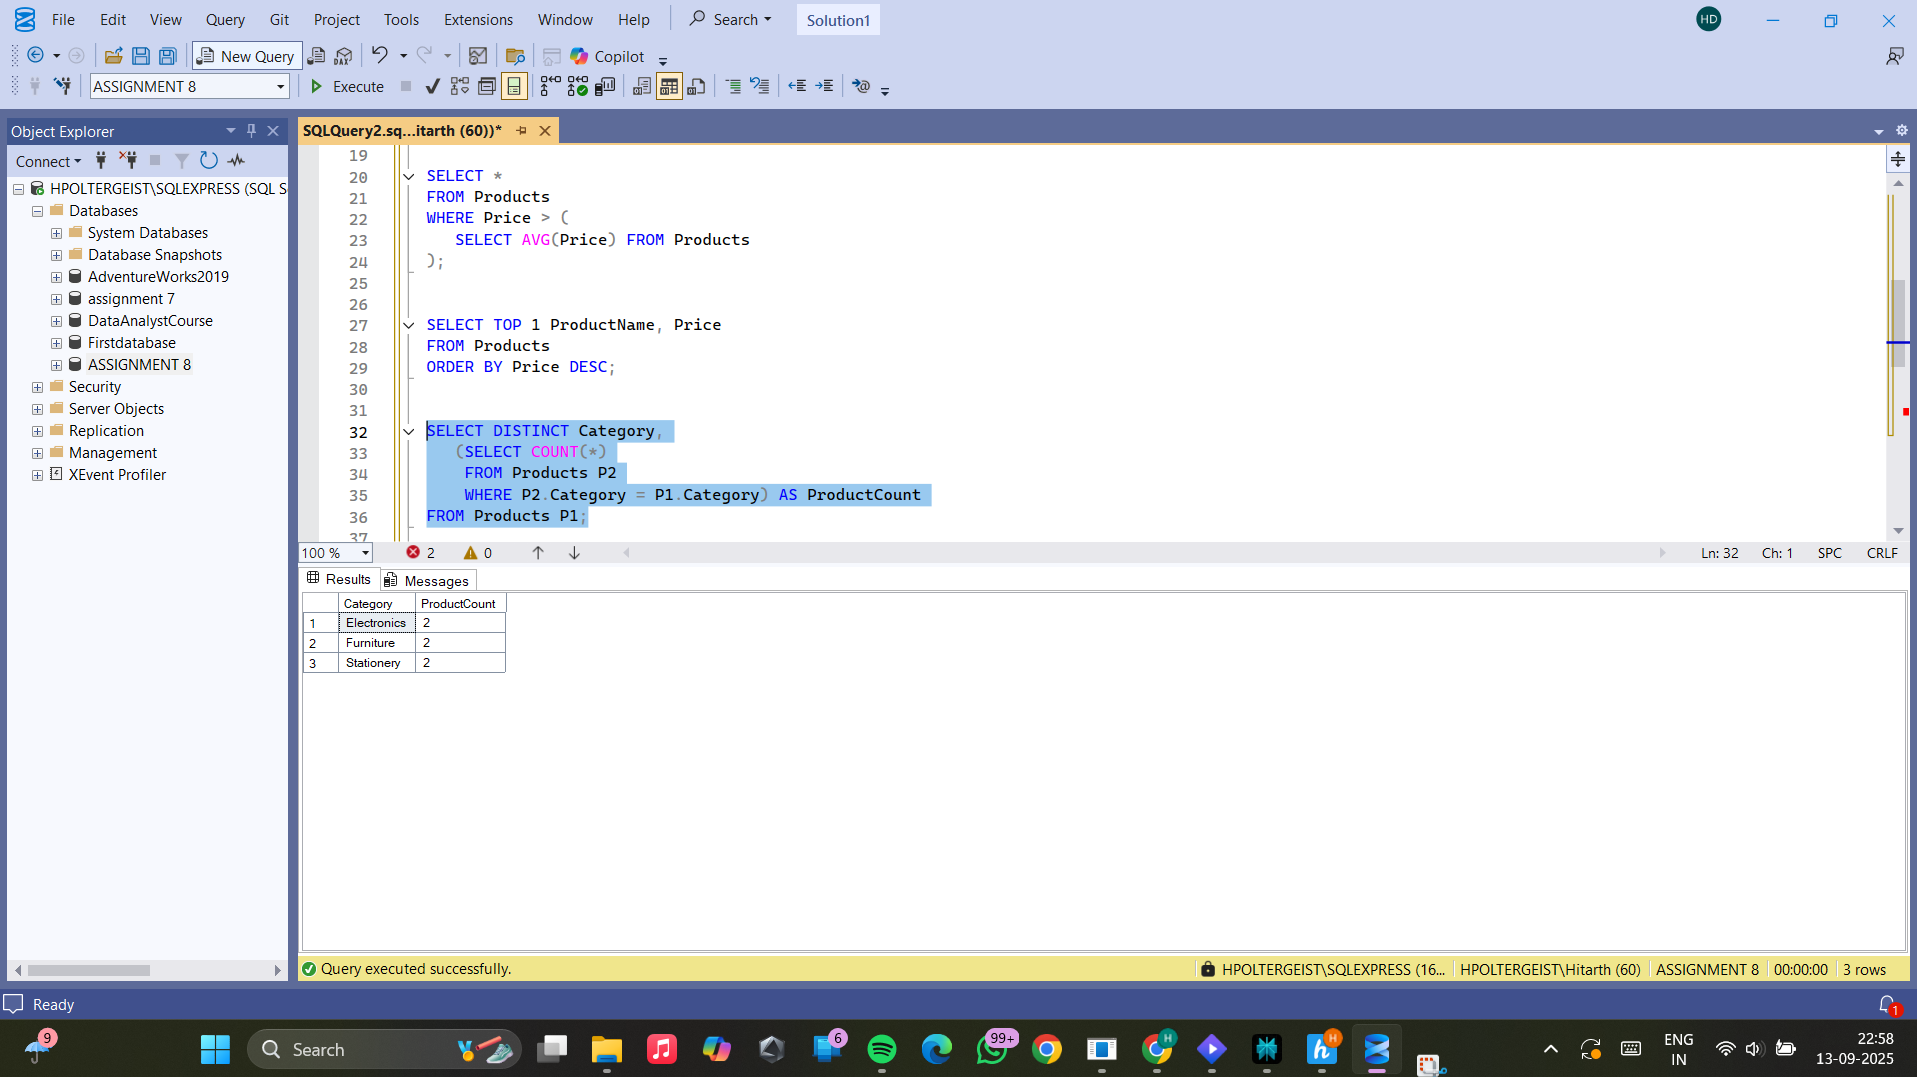 File Edit View Query Git Project Tools Extensions Window Help Search Solution1 HD
New Query DAX Copilot
ASSIGNMENT 8 Execute
Object Explorer
Connect
HPOLTERGEIST\SQLEXPRESS (SQL S
Databases
System Databases
Database Snapshots
AdventureWorks2019
assignment 7
DataAnalystCourse
Firstdatabase
ASSIGNMENT 8
Security
Server Objects
Replication
Management
XEvent Profiler
SQLQuery2.sq...itarth (60))*
19
20 SELECT *
21 FROM Products
22 WHERE Price > (
23 SELECT AVG(Price) FROM Products
24 );
25
26
27 SELECT TOP 1 ProductName, Price
28 FROM Products
29 ORDER BY Price DESC;
30
31
32 SELECT DISTINCT Category,
33 (SELECT COUNT(*)
34 FROM Products P2
35 WHERE P2.Category = P1.Category) AS ProductCount
36 FROM Products P1;
37
100 % 2 0 Ln: 32 Ch: 1 SPC CRLF
Results Messages
Category ProductCount
1 Electronics 2
2 Furniture 2
3 Stationery 2
Query executed successfully. HPOLTERGEIST\SQLEXPRESS (16... HPOLTERGEIST\Hitarth (60) ASSIGNMENT 8 00:00:00 3 rows
Ready 1
9 Search 6 99+ H H ENG 22:58
IN 13-09-2025